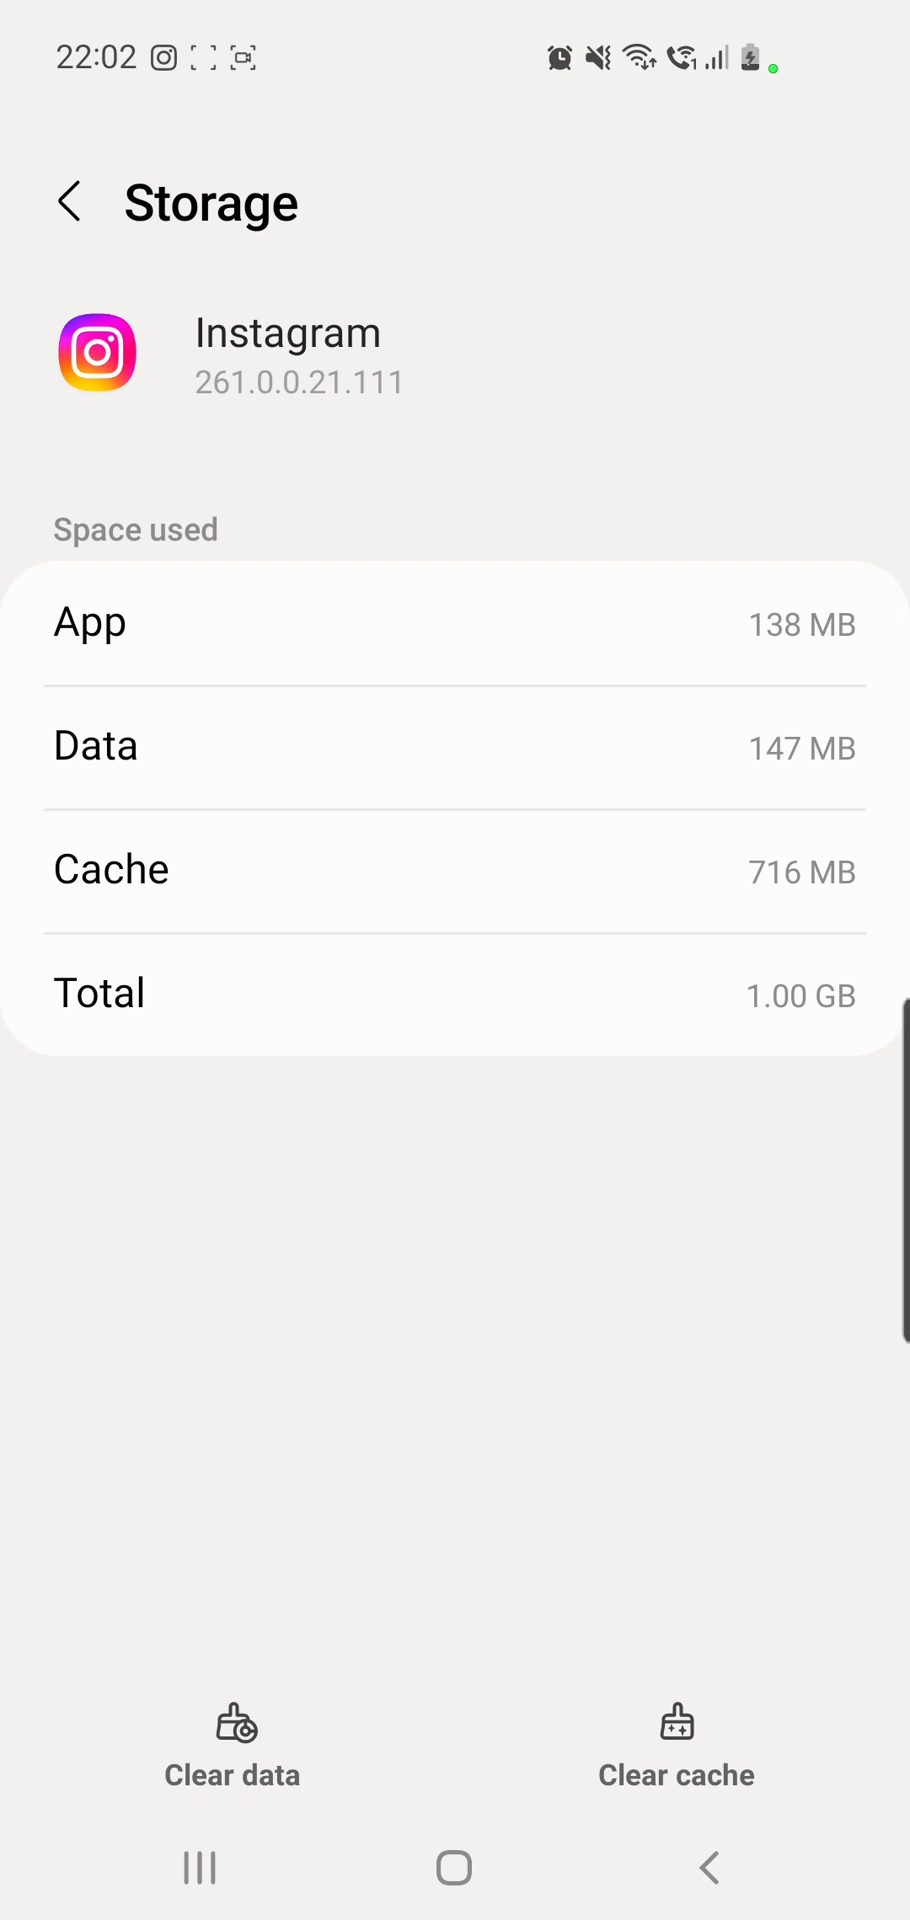 22:02
Storage
Instagram
261.0.0.21.111
Space used
App 138 MB
Data 147 MB
Cache 716 MB
Total 1.00 GB
Clear data Clear cache